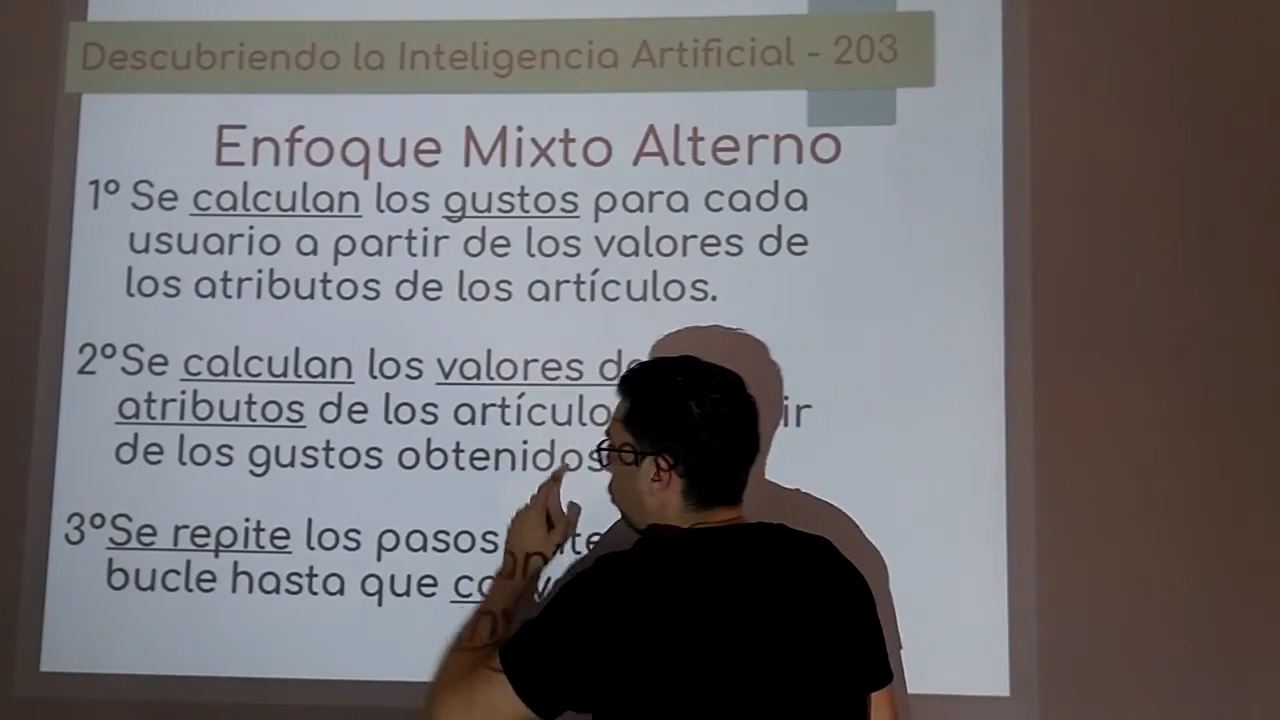 Descubriendo la Inteligencia Artificial - 203
Enfoque Mixto Alterno
1º Se calculan los gustos para cada
usuario a partir de los valores de
los atributos de los artículos.
2ºSe calculan los valores de
atributos de los artículo
de los gustos obtenidos
3ºSe repite los pasos
bucle hasta que